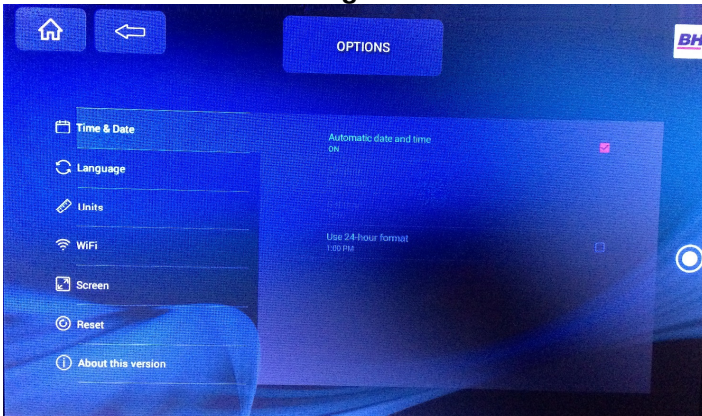 OPTIONS
BH
Time & Date
Language
Units
WiFi
Screen
Reset
About this version
Automatic date and time
ON
Use 24-hour format
1:00 PM